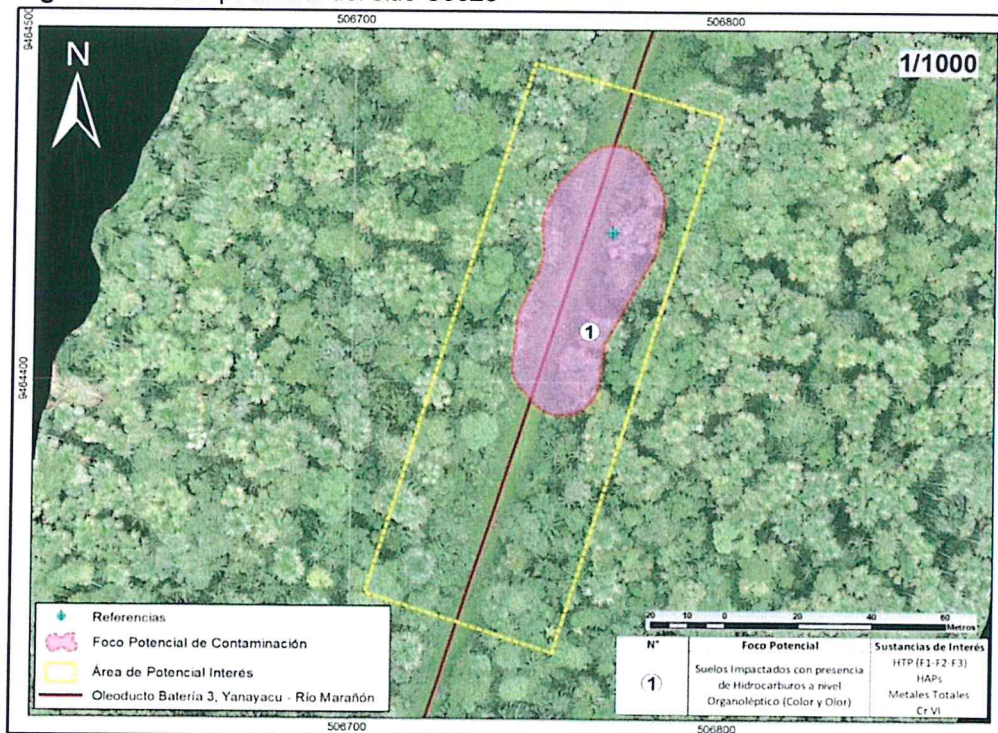 506700
506800
9464500
N
1/1000
1
9464400
Referencias
Foco Potencial de Contaminación
Área de Potencial Interés
Oleoducto Batería 3, Yanayacu - Río Marañón
20 10 0 20 40 60
Metros
N°
Foco Potencial
Sustancias de Interés
1
Suelos Impactados con presencia
de Hidrocarburos a nivel
Organoléptico (Color y Olor)
HTP (F1-F2-F3)
HAPs
Metales Totales
Cr VI
506700
506800